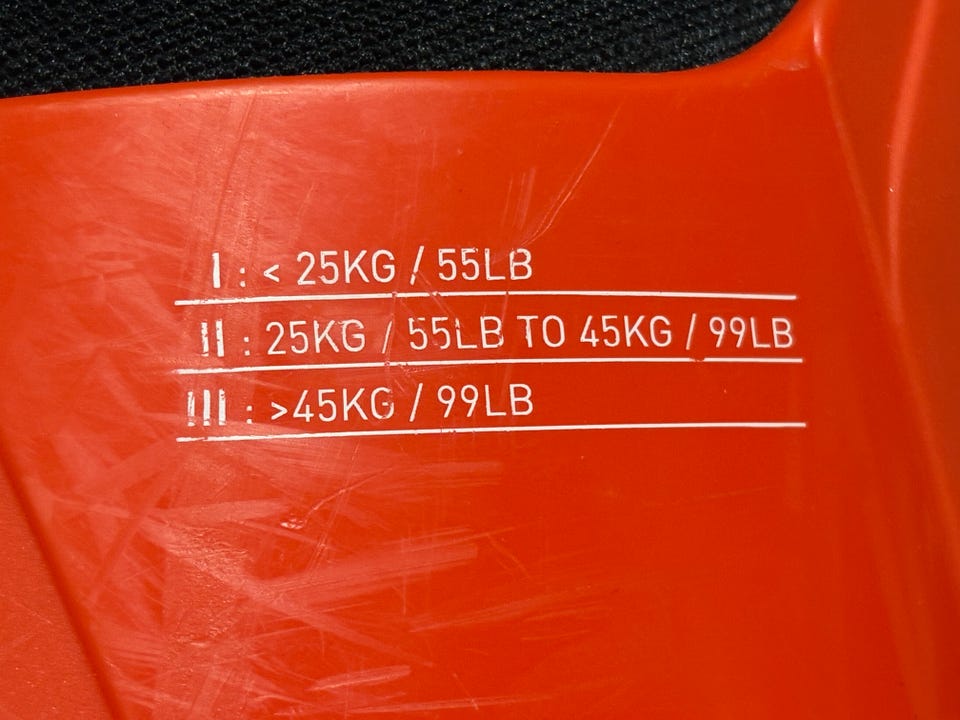 I : < 25KG / 55LB
II : 25KG / 55LB TO 45KG / 99LB
III : >45KG / 99LB